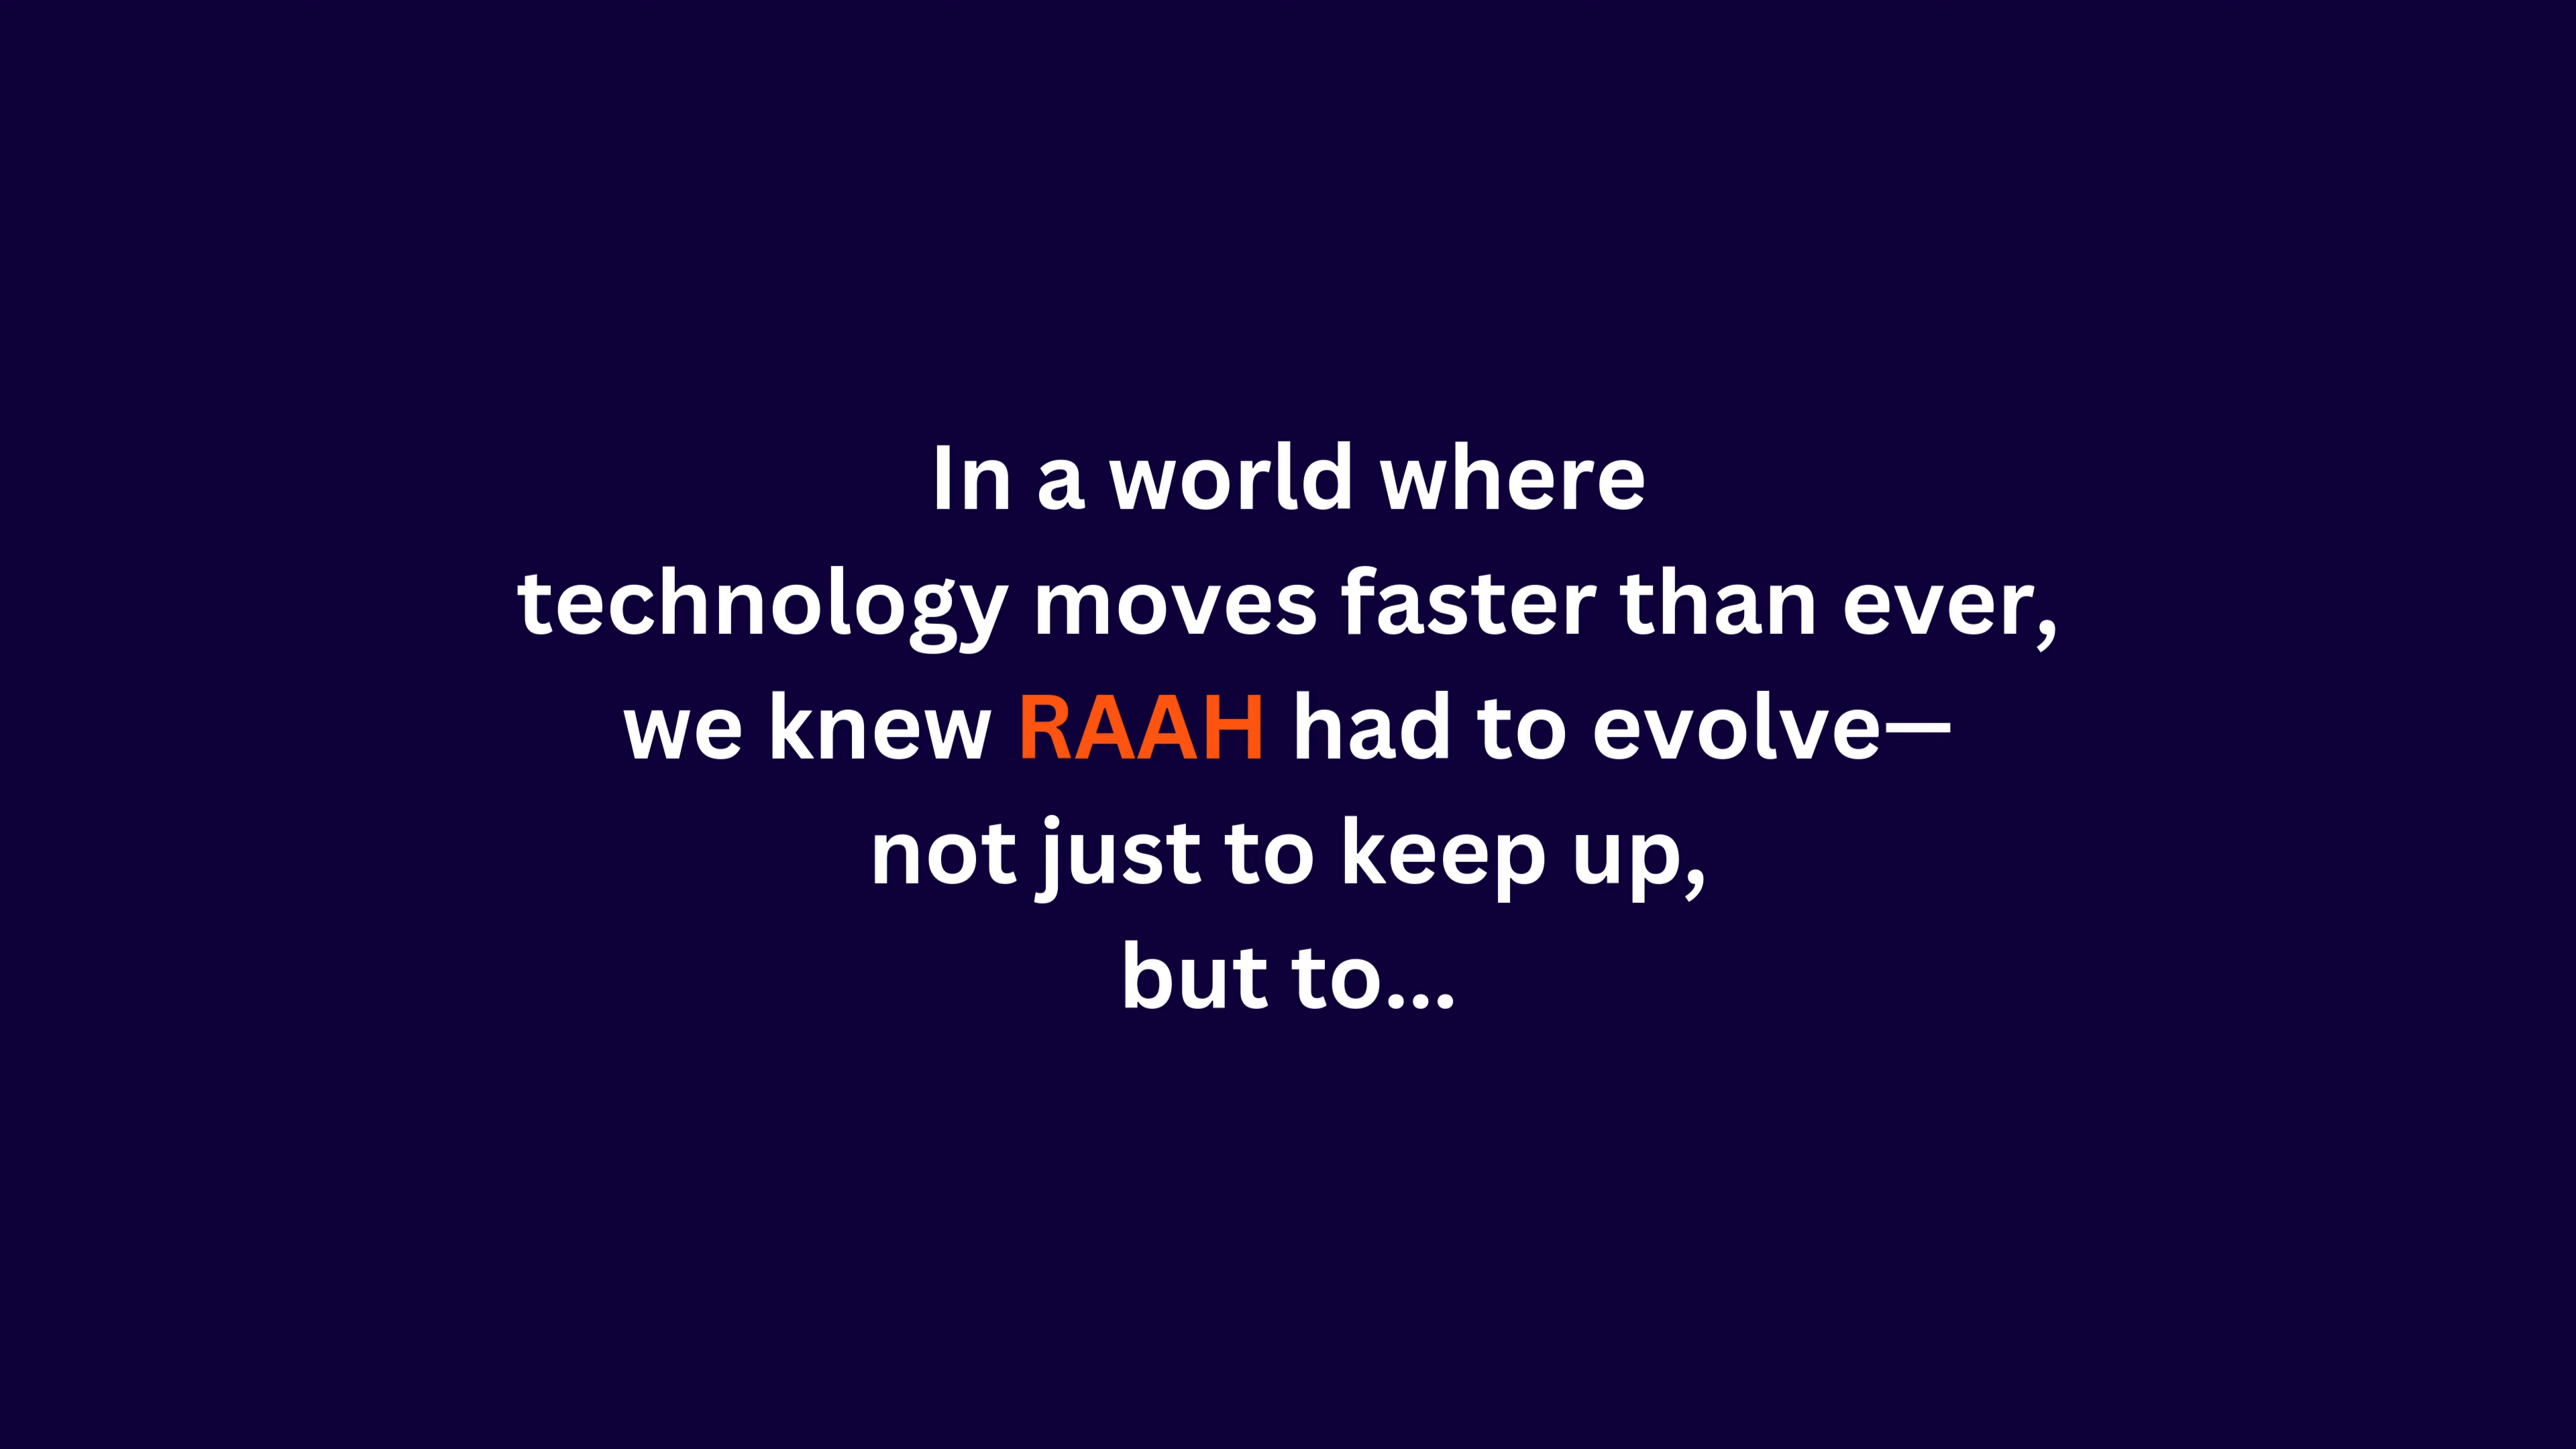 In a world where
technology moves faster than ever,
we knew RAAH had to evolve—
not just to keep up,
but to...